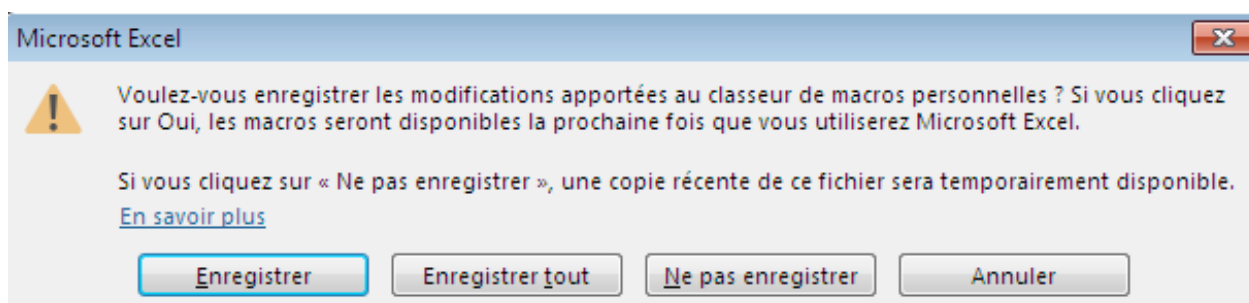 Microsoft Excel
Voulez-vous enregistrer les modifications apportées au classeur de macros personnelles ? Si vous cliquez
sur Oui, les macros seront disponibles la prochaine fois que vous utiliserez Microsoft Excel.
Si vous cliquez sur « Ne pas enregistrer », une copie récente de ce fichier sera temporairement disponible.
En savoir plus
Enregistrer Enregistrer tout Ne pas enregistrer Annuler